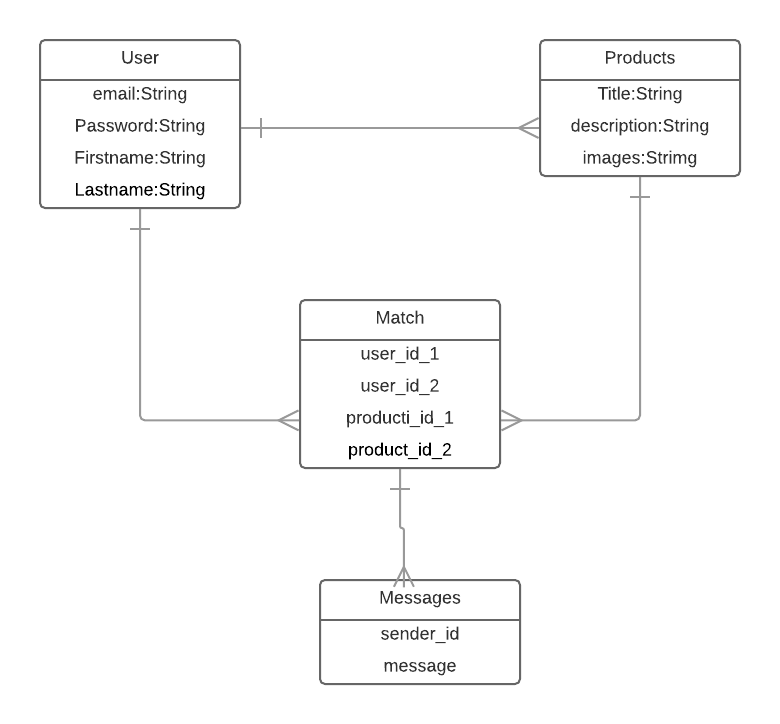 User
email:String
Password:String
Firstname:String
Lastname:String
Products
Title:String
description:String
images:Strimg
Match
user_id_1
user_id_2
producti_id_1
product_id_2
Messages
sender_id
message